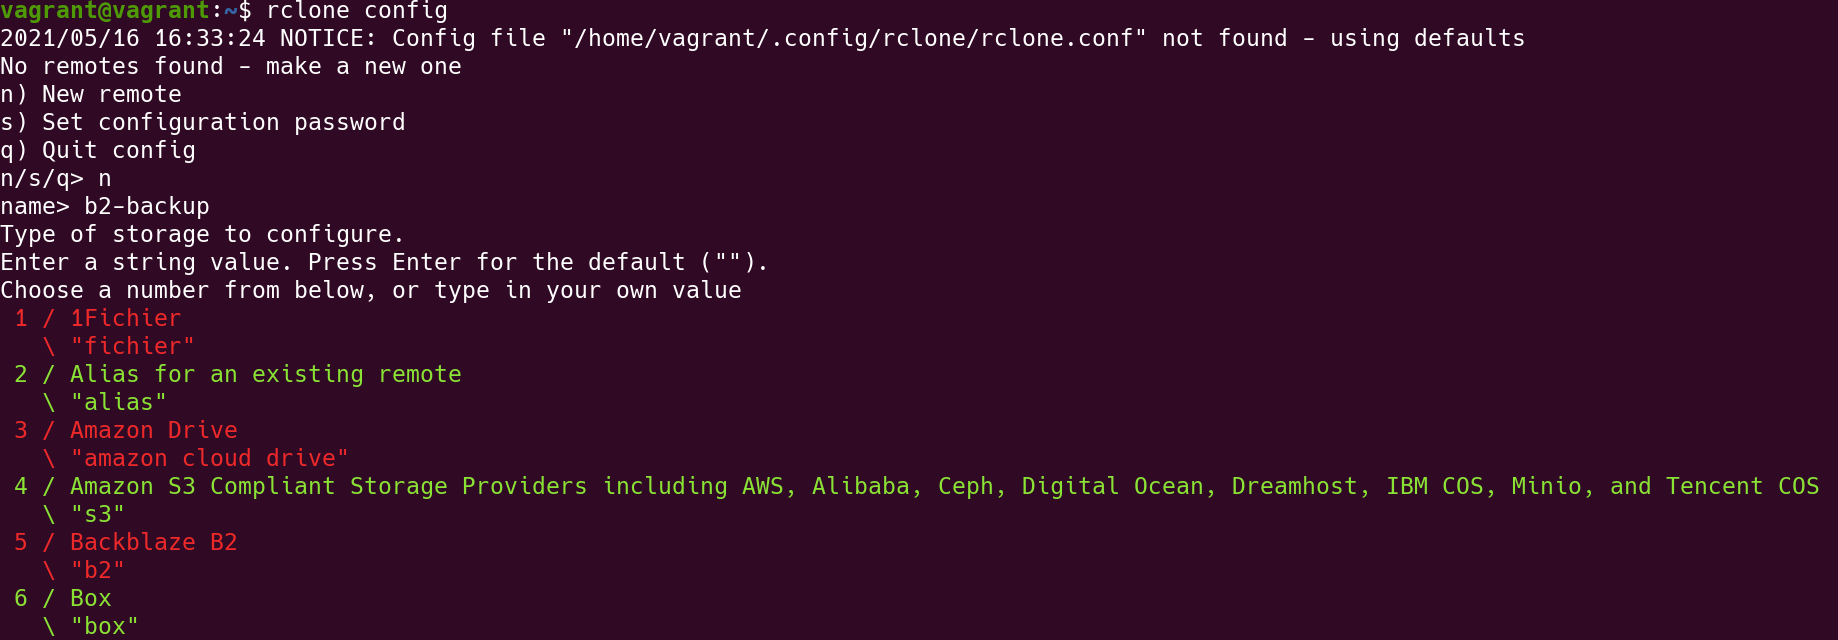 vagrant@vagrant:~$ rclone config
2021/05/16 16:33:24 NOTICE: Config file "/home/vagrant/.config/rclone/rclone.conf" not found - using defaults
No remotes found - make a new one
n) New remote
s) Set configuration password
q) Quit config
n/s/q> n
name> b2-backup
Type of storage to configure.
Enter a string value. Press Enter for the default ("").
Choose a number from below, or type in your own value
 1 / 1Fichier
   \ "fichier"
 2 / Alias for an existing remote
   \ "alias"
 3 / Amazon Drive
   \ "amazon cloud drive"
 4 / Amazon S3 Compliant Storage Providers including AWS, Alibaba, Ceph, Digital Ocean, Dreamhost, IBM COS, Minio, and Tencent COS
   \ "s3"
 5 / Backblaze B2
   \ "b2"
 6 / Box
   \ "box"